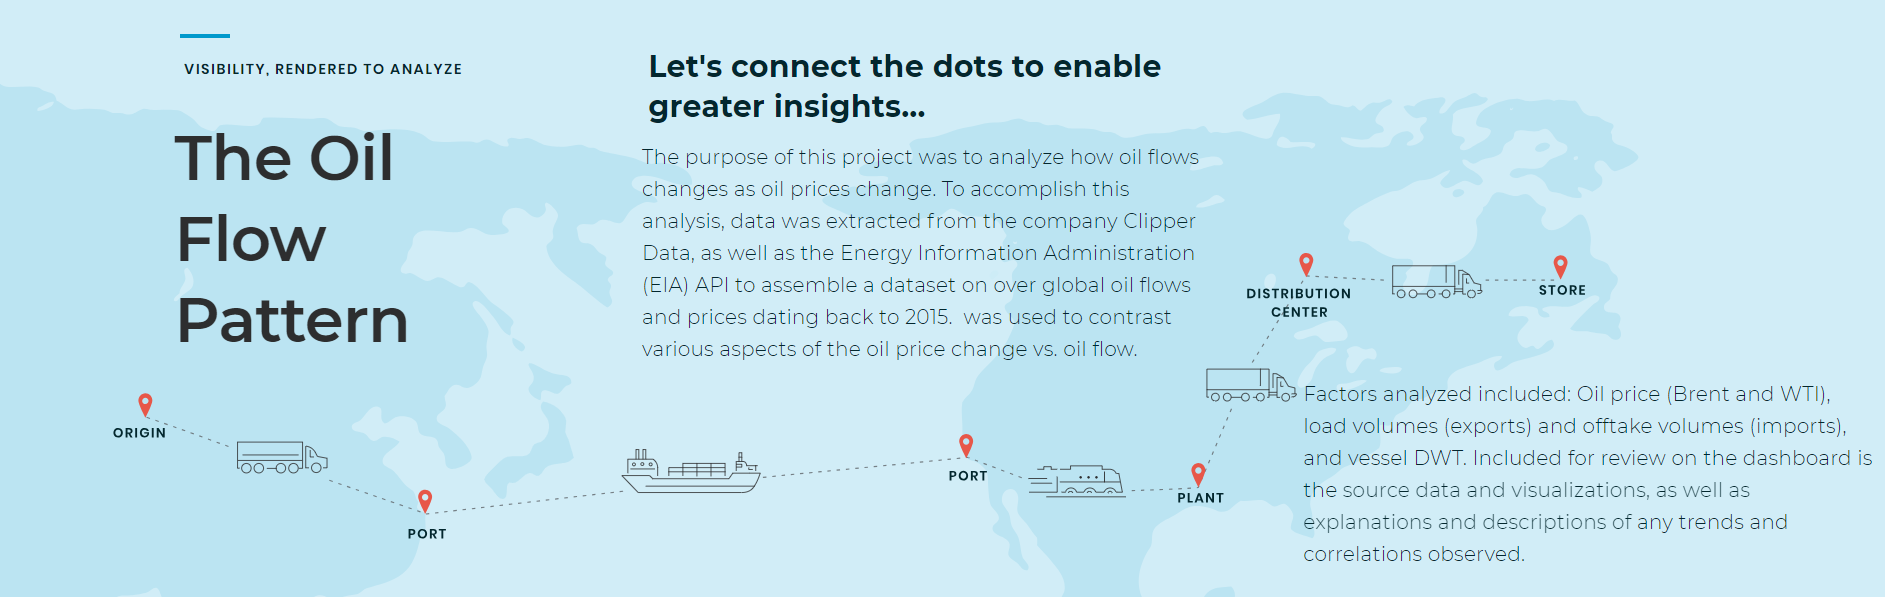 VISIBILITY, RENDERED TO ANALYZE
The Oil
Flow
Pattern
Let's connect the dots to enable
greater insights...
The purpose of this project was to analyze how oil flows
changes as oil prices change. To accomplish this
analysis, data was extracted from the company Clipper
Data, as well as the Energy Information Administration
(EIA) API to assemble a dataset on over global oil flows
and prices dating back to 2015.  was used to contrast
various aspects of the oil price change vs. oil flow.
ORIGIN
PORT
PORT
PLANT
DISTRIBUTION
CENTER
STORE
Factors analyzed included: Oil price (Brent and WTI),
load volumes (exports) and offtake volumes (imports),
and vessel DWT. Included for review on the dashboard is
the source data and visualizations, as well as
explanations and descriptions of any trends and
correlations observed.